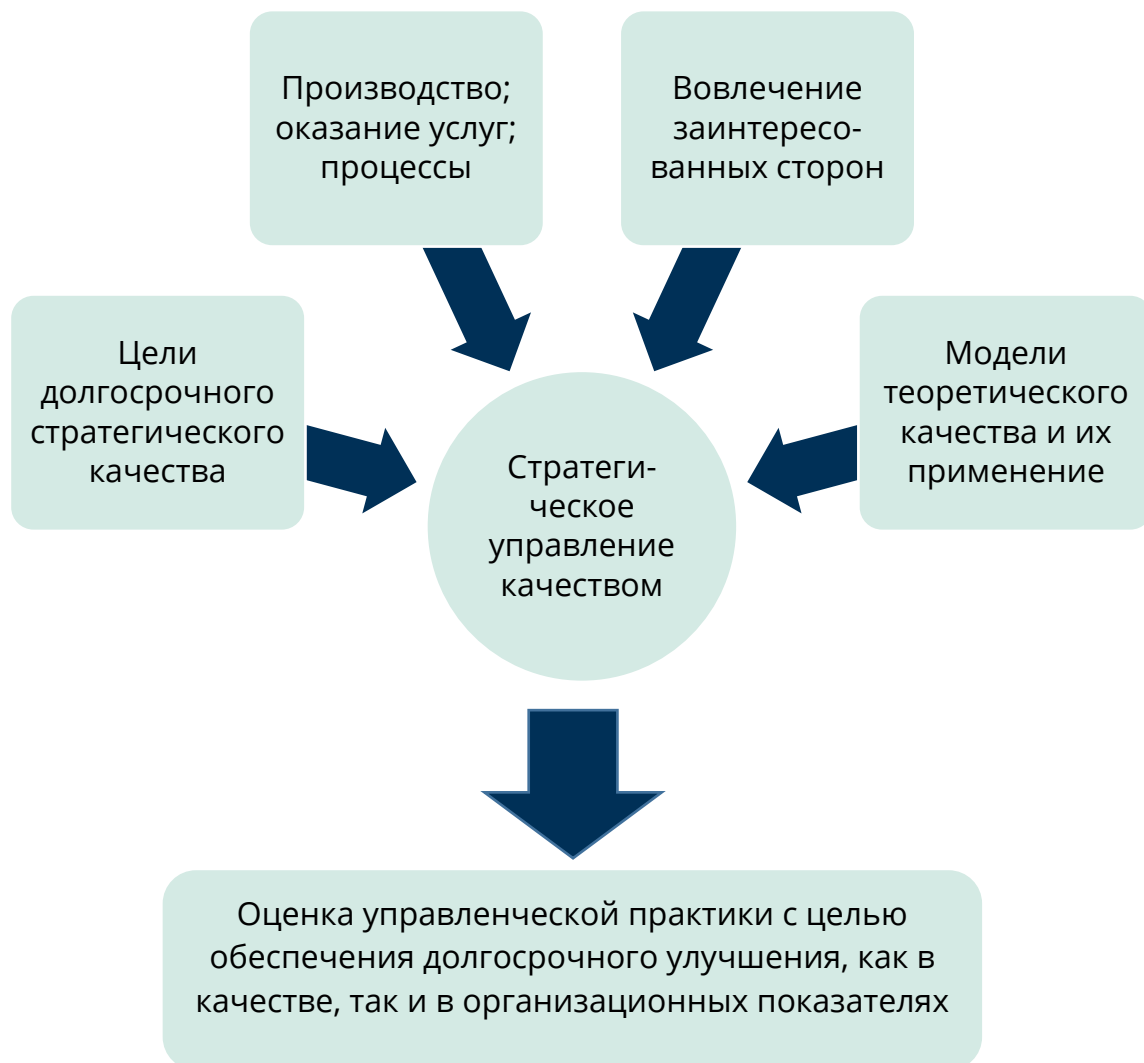 Производство;
оказание услуг;
процессы
Вовлечение
заинтересо-
ванных сторон
Цели
долгосрочного
стратегического
качества
Модели
теоретического
качества и их
применение
Стратеги-
ческое
управление
качеством
Оценка управленческой практики с целью
обеспечения долгосрочного улучшения, как в
качестве, так и в организационных показателях